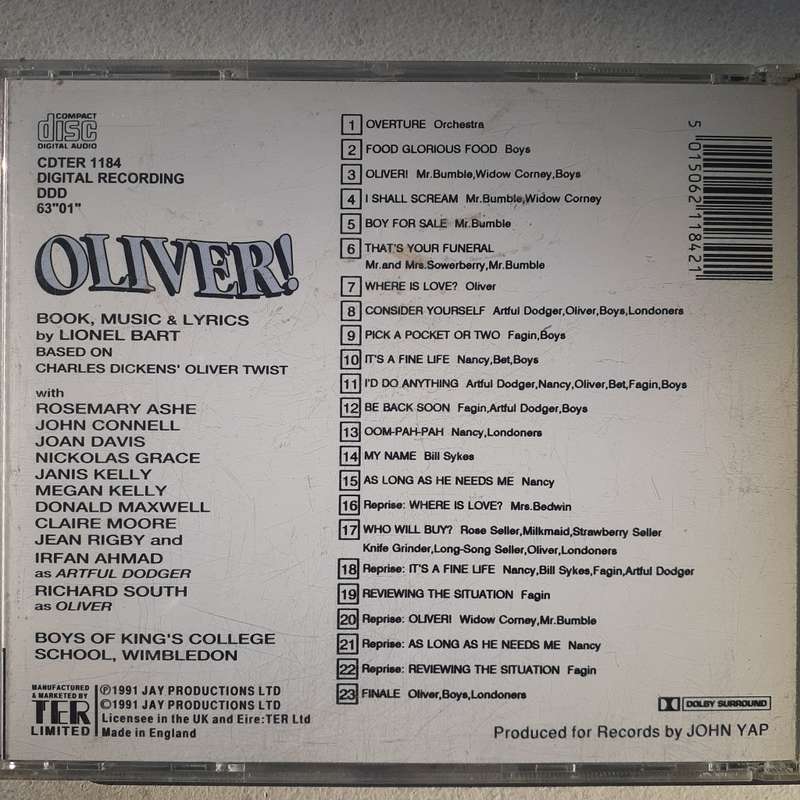 COMPACT
disc
DIGITAL AUDIO
CDTER 1184
DIGITAL RECORDING
DDD
63"01"
OLIVER!
BOOK, MUSIC & LYRICS
by LIONEL BART
BASED ON
CHARLES DICKENS' OLIVER TWIST
with
ROSEMARY ASHE
JOHN CONNELL
JOAN DAVIS
NICKOLAS GRACE
JANIS KELLY
MEGAN KELLY
DONALD MAXWELL
CLAIRE MOORE
JEAN RIGBY and
IRFAN AHMAD
as ARTFUL DODGER
RICHARD SOUTH
as OLIVER
BOYS OF KING'S COLLEGE
SCHOOL, WIMBLEDON
MANUFACTURED
& MARKETED BY
TER
LIMITED
℗1991 JAY PRODUCTIONS LTD
©1991 JAY PRODUCTIONS LTD
Licensee in the UK and Eire:TER Ltd
Made in England
1 OVERTURE Orchestra
2 FOOD GLORIOUS FOOD Boys
3 OLIVER! Mr.Bumble,Widow Corney,Boys
4 I SHALL SCREAM Mr.Bumble,Widow Corney
5 BOY FOR SALE Mr.Bumble
6 THAT'S YOUR FUNERAL
Mr.and Mrs.Sowerberry,Mr.Bumble
7 WHERE IS LOVE? Oliver
8 CONSIDER YOURSELF Artful Dodger,Oliver,Boys,Londoners
9 PICK A POCKET OR TWO Fagin,Boys
10 IT'S A FINE LIFE Nancy,Bet,Boys
11 I'D DO ANYTHING Artful Dodger,Nancy,Oliver,Bet,Fagin,Boys
12 BE BACK SOON Fagin,Artful Dodger,Boys
13 OOM-PAH-PAH Nancy,Londoners
14 MY NAME Bill Sykes
15 AS LONG AS HE NEEDS ME Nancy
16 Reprise: WHERE IS LOVE? Mrs.Bedwin
17 WHO WILL BUY? Rose Seller,Milkmaid,Strawberry Seller
Knife Grinder,Long-Song Seller,Oliver,Londoners
18 Reprise: IT'S A FINE LIFE Nancy,Bill Sykes,Fagin,Artful Dodger
19 REVIEWING THE SITUATION Fagin
20 Reprise: OLIVER! Widow Corney,Mr.Bumble
21 Reprise: AS LONG AS HE NEEDS ME Nancy
22 Reprise: REVIEWING THE SITUATION Fagin
23 FINALE Oliver,Boys,Londoners
5 015062 118421
DOLBY SURROUND
Produced for Records by JOHN YAP